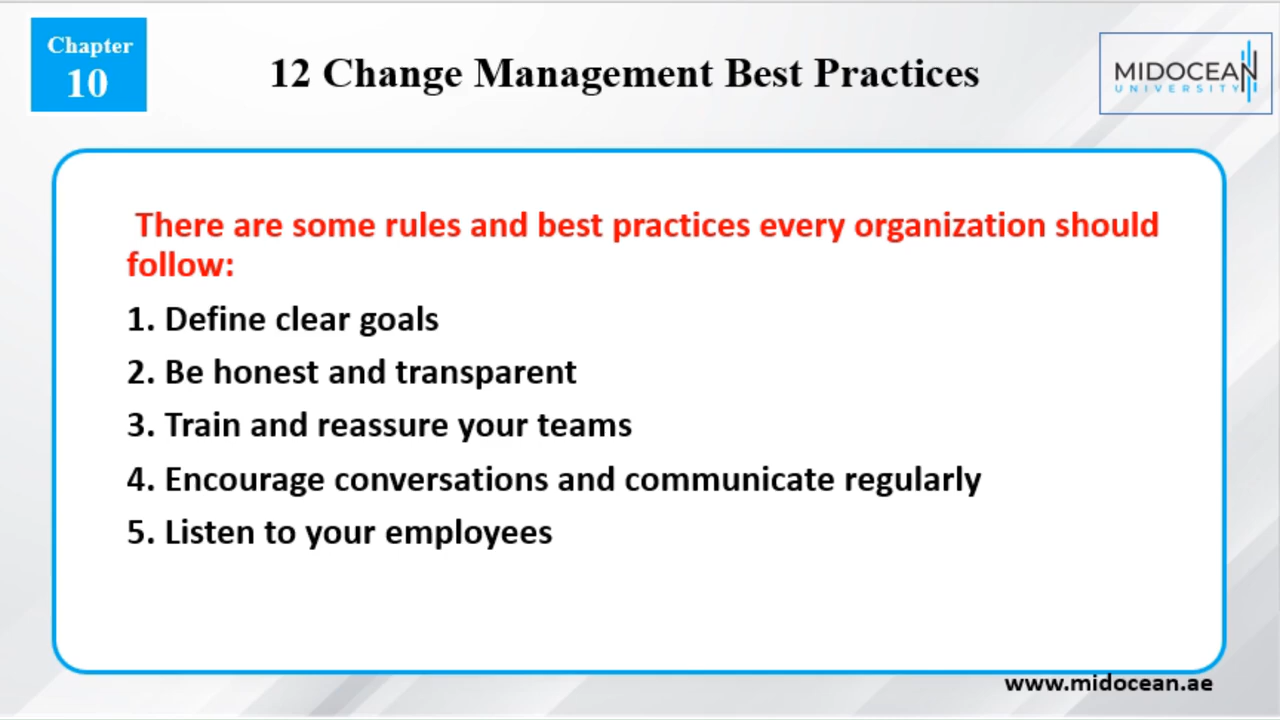 Chapter
10
12 Change Management Best Practices
MIDOCEAN
UNIVERSITY
There are some rules and best practices every organization should
follow:
1. Define clear goals
2. Be honest and transparent
3. Train and reassure your teams
4. Encourage conversations and communicate regularly
5. Listen to your employees
www.midocean.ae